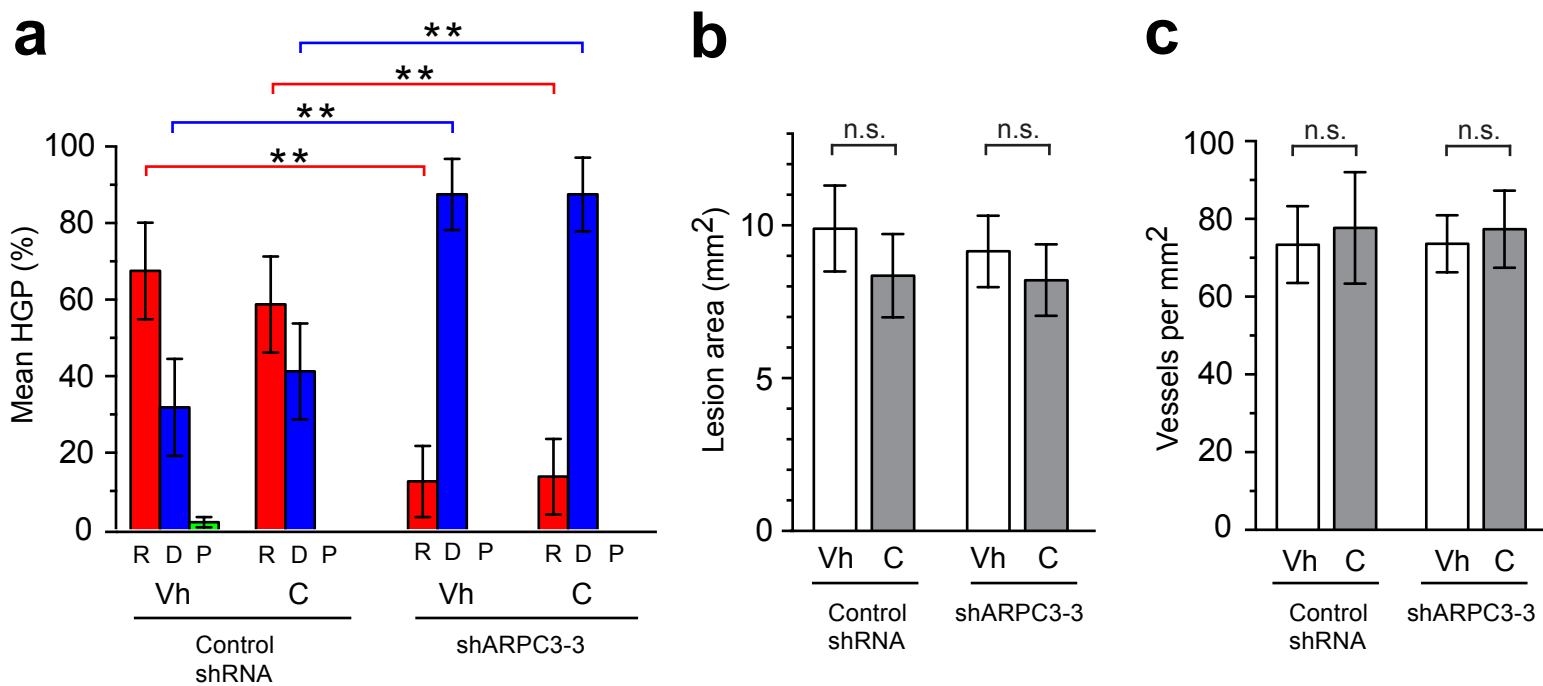 a
**
**
**
**
Mean HGP (%)
100
80
60
40
20
0
R D P R D P R D P R D P
Vh C Vh C
Control
shRNA
shARPC3-3
b
n.s. n.s.
Lesion area (mm²)
10
5
0
Vh C Vh C
Control
shRNA
shARPC3-3
c
n.s. n.s.
Vessels per mm²
100
80
60
40
20
0
Vh C Vh C
Control
shRNA
shARPC3-3